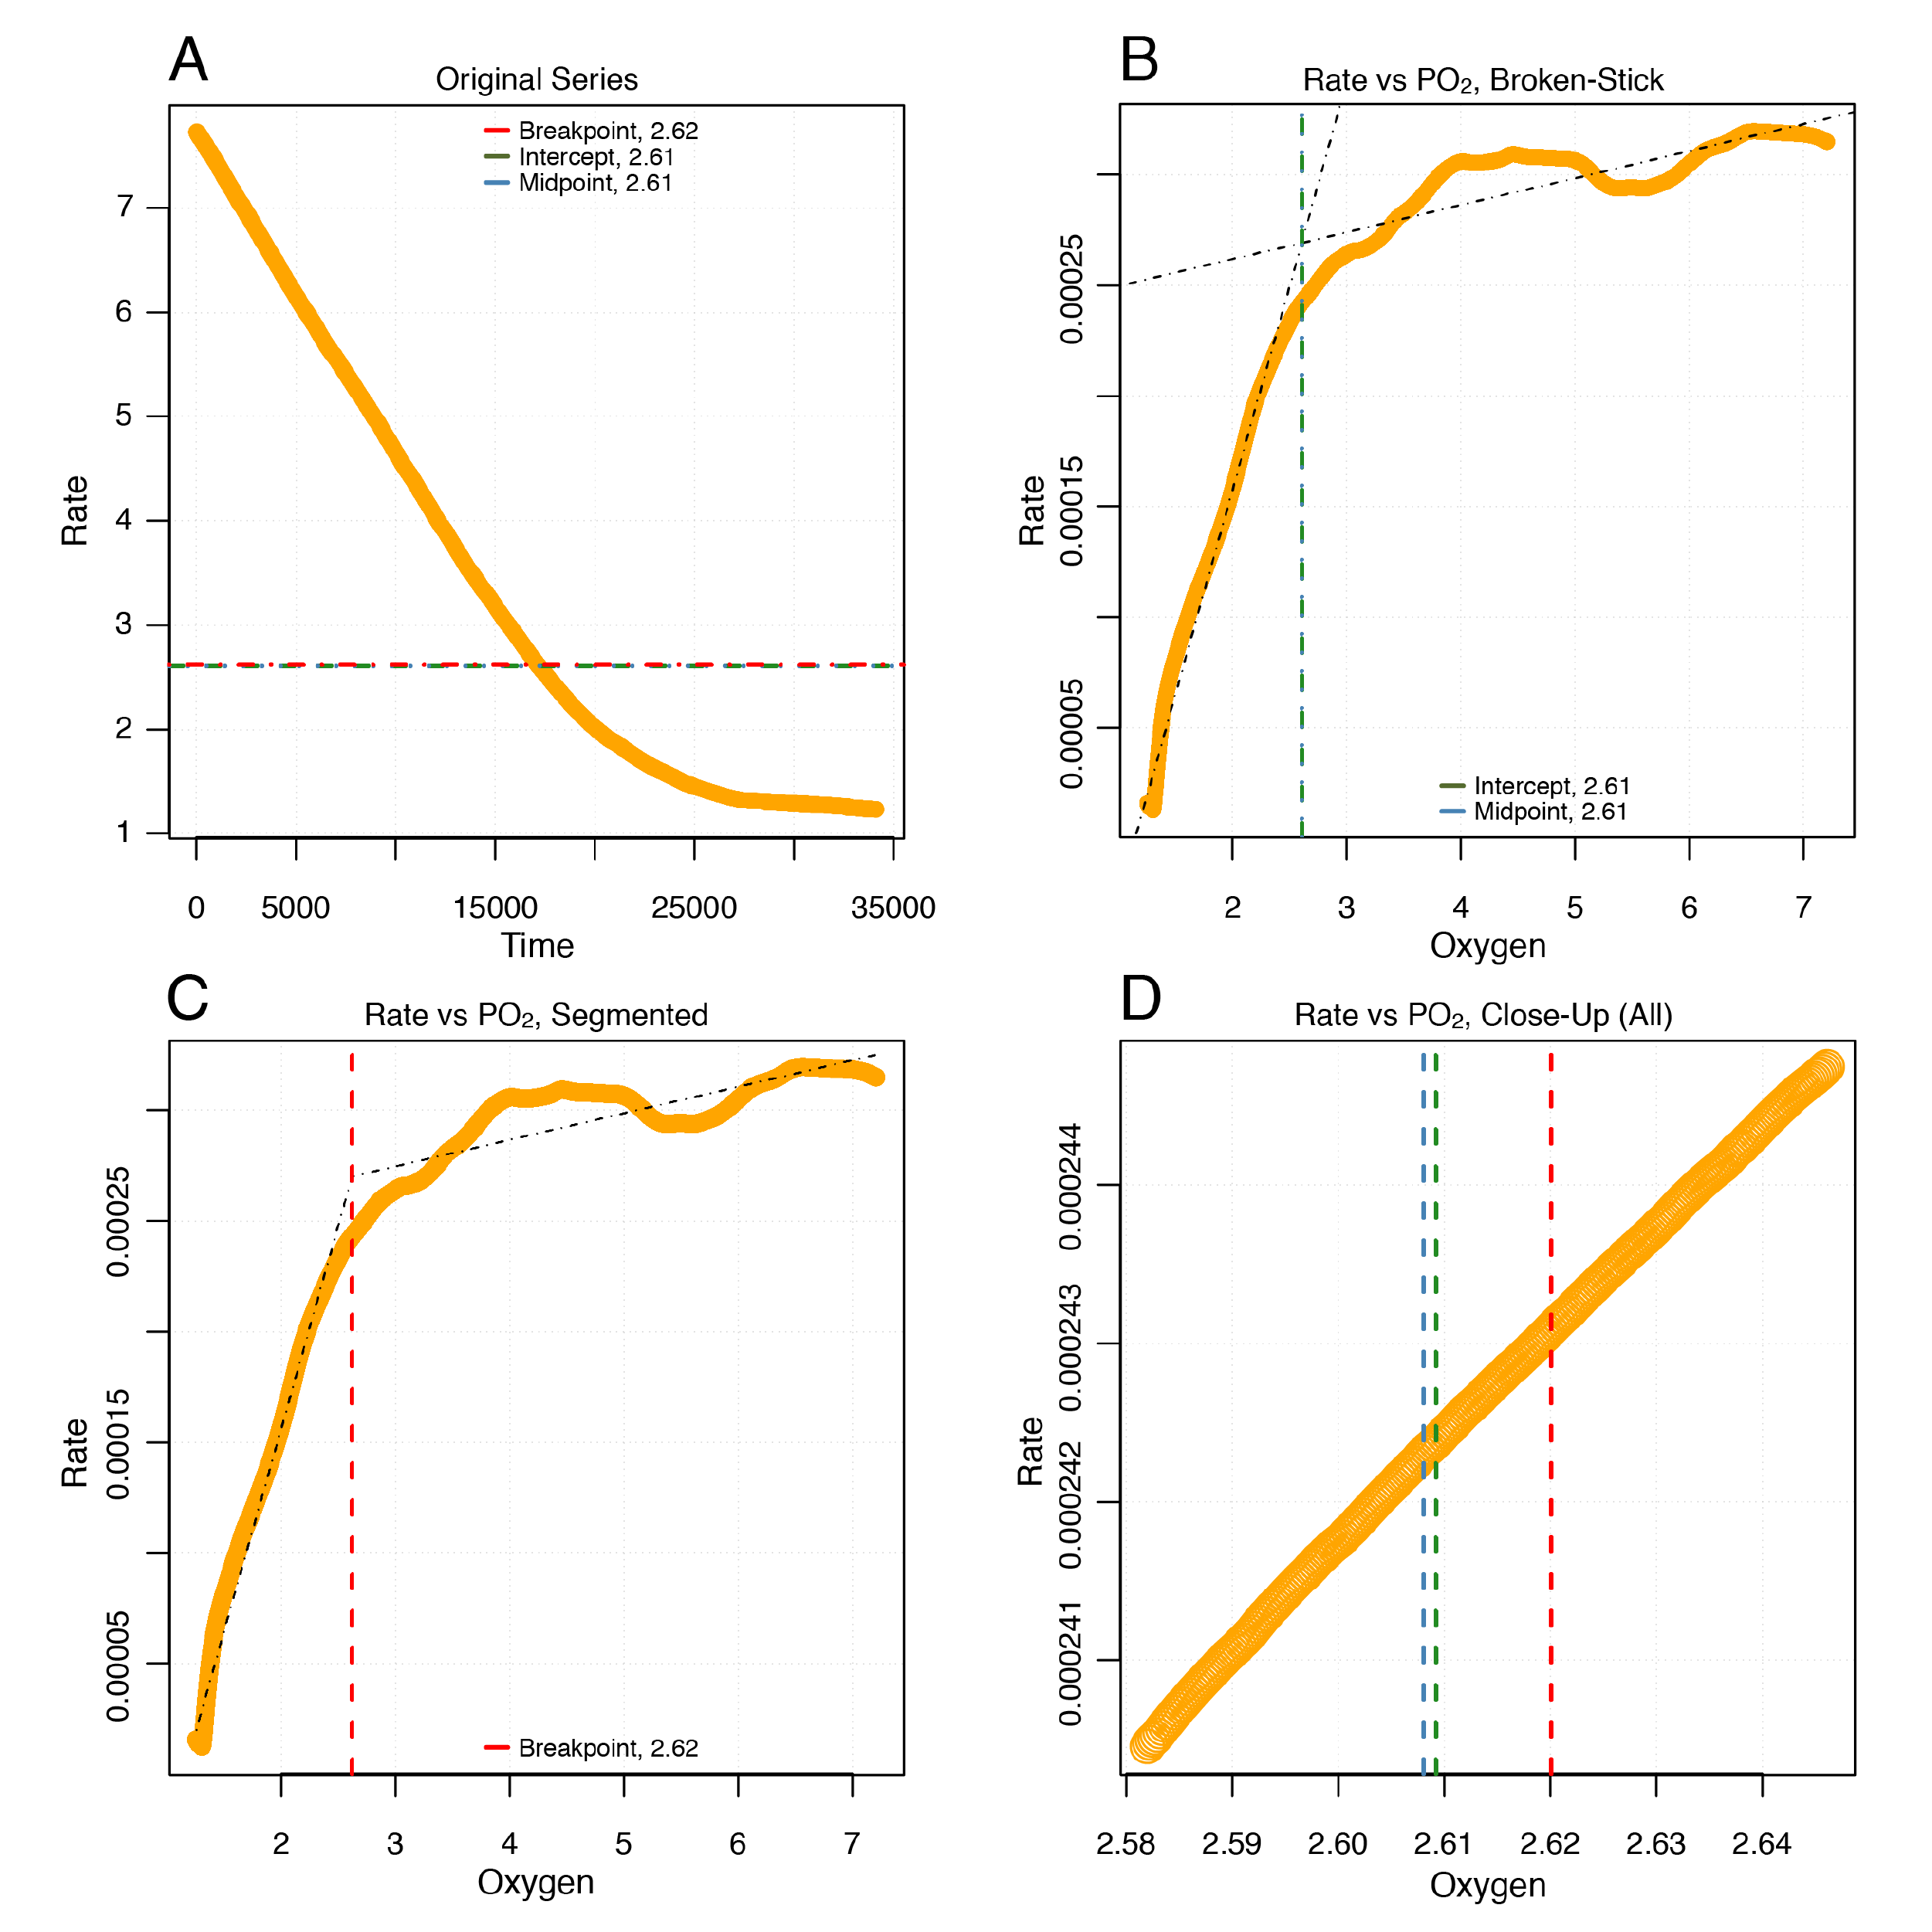 A
Original Series
Breakpoint, 2.62
Intercept, 2.61
Midpoint, 2.61
Rate
7
6
5
4
3
2
1
0 5000 15000 25000 35000
Time
B
Rate vs PO₂, Broken-Stick
Rate
0.00025
0.00015
0.00005
Intercept, 2.61
Midpoint, 2.61
2 3 4 5 6 7
Oxygen
C
Rate vs PO₂, Segmented
Rate
0.00025
0.00015
0.00005
Breakpoint, 2.62
2 3 4 5 6 7
Oxygen
D
Rate vs PO₂, Close-Up (All)
Rate
0.000244
0.000243
0.000242
0.000241
2.58 2.59 2.60 2.61 2.62 2.63 2.64
Oxygen